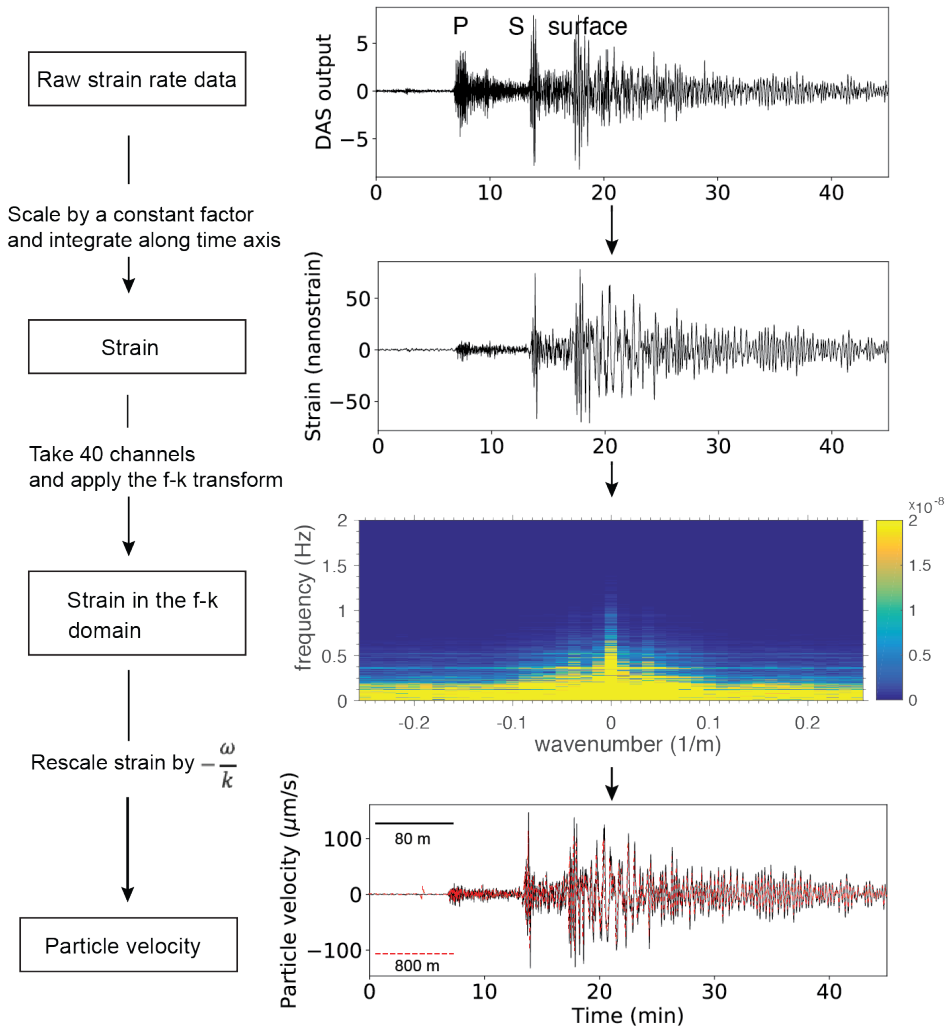 Raw strain rate data
Scale by a constant factor
and integrate along time axis
Strain
Take 40 channels
and apply the f-k transform
Strain in the f-k
domain
Rescale strain by −ω/k
Particle velocity
P S surface
DAS output
5
0
−5
0 10 20 30 40
Strain (nanostrain)
50
0
−50
0 10 20 30 40
×10⁻⁸
frequency (Hz)
2
1.5
1
0.5
0
-0.2 -0.1 0 0.1 0.2
wavenumber (1/m)
2
1.5
1
0.5
0
Particle velocity (μm/s)
100
0
−100
80 m
800 m
0 10 20 30 40
Time (min)